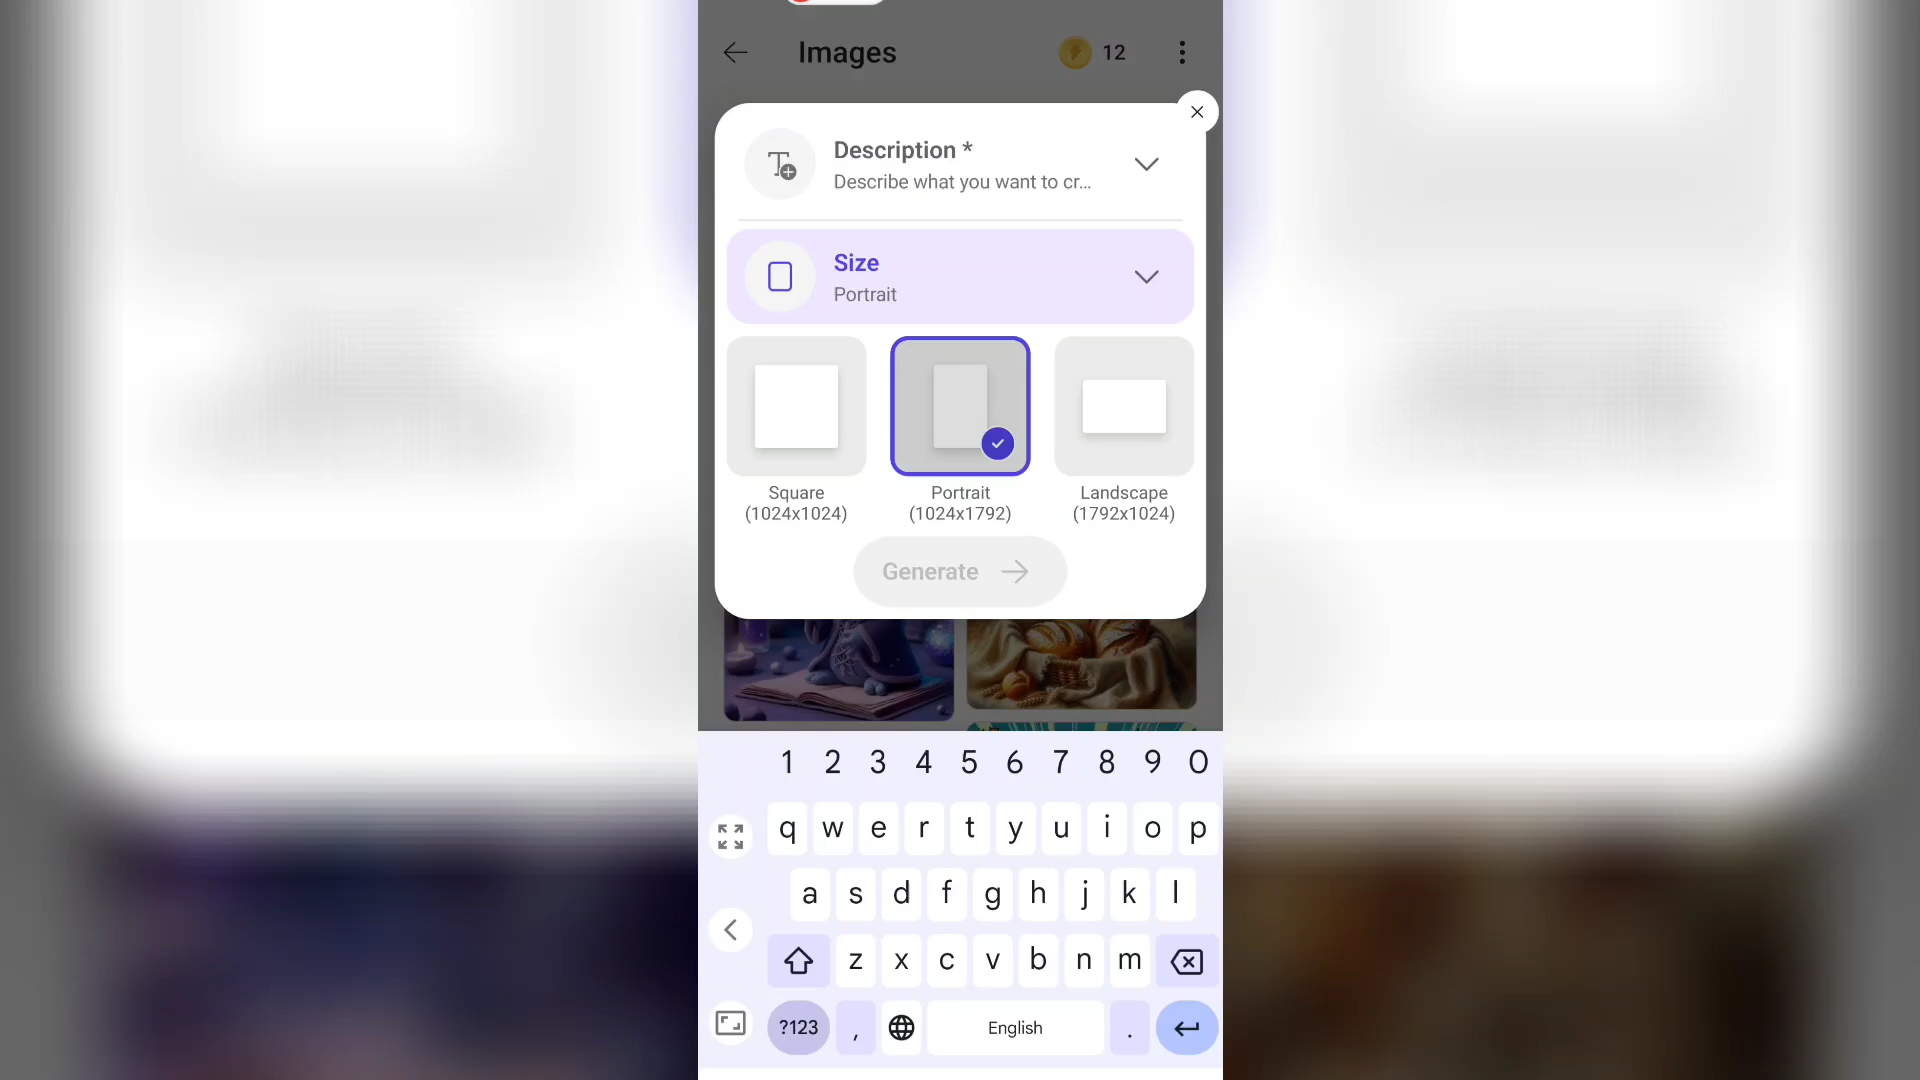 Images
12
Description *
Describe what you want to cr...
Size
Portrait
Square
(1024x1024)
Portrait
(1024x1792)
Landscape
(1792x1024)
Generate
1 2 3 4 5 6 7 8 9 0
q w e r t y u i o p
a s d f g h j k l
z x c v b n m
?123 , English .